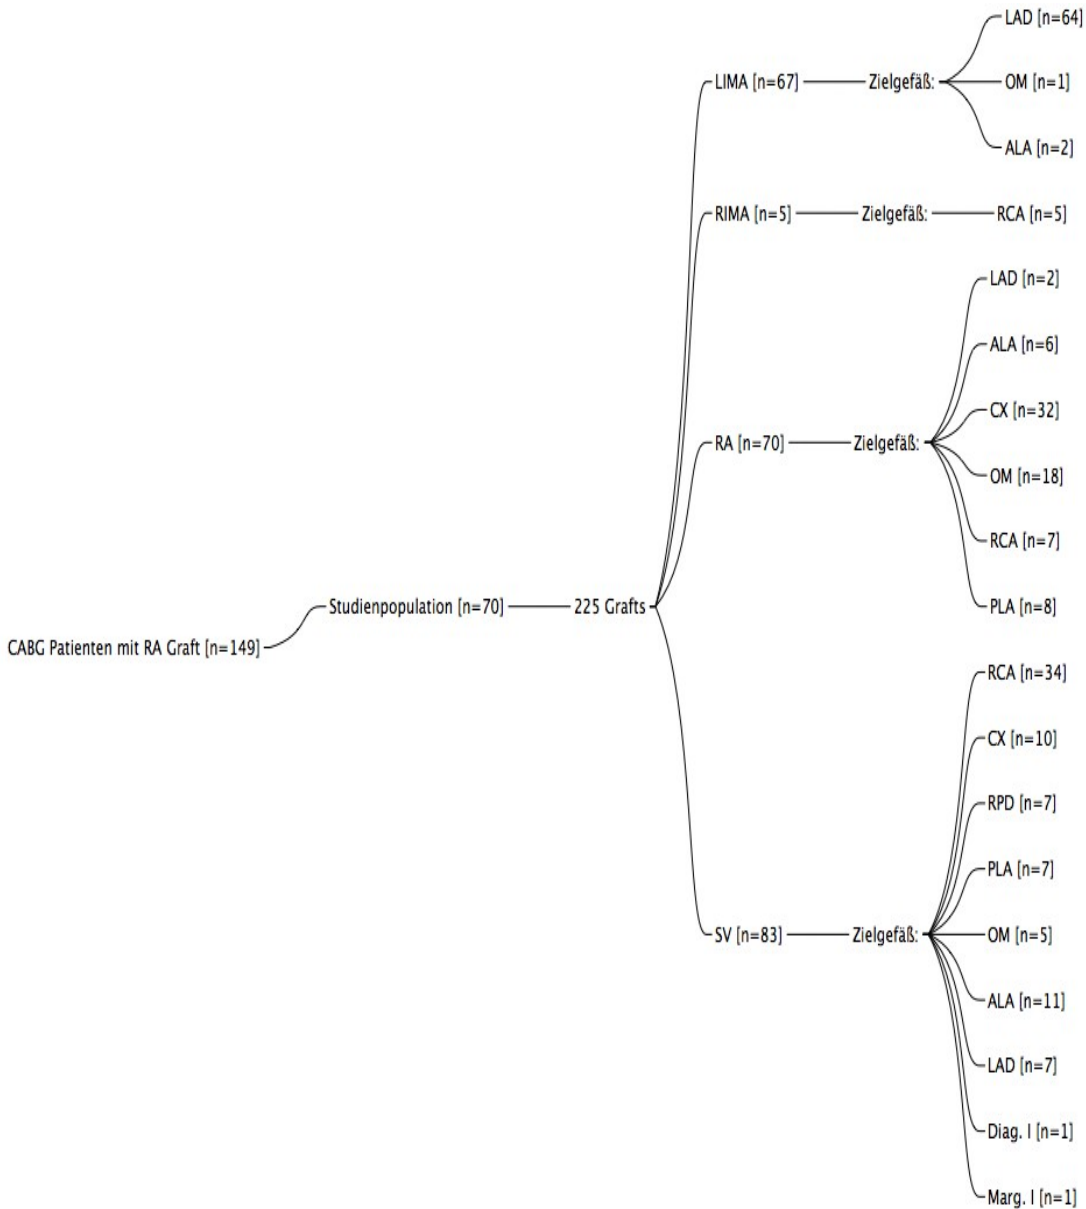 CABG Patienten mit RA Graft [n=149]
Studienpopulation [n=70]
225 Grafts
LIMA [n=67]
Zielgefäß:
LAD [n=64]
OM [n=1]
ALA [n=2]
RIMA [n=5]
Zielgefäß:
RCA [n=5]
RA [n=70]
Zielgefäß:
LAD [n=2]
ALA [n=6]
CX [n=32]
OM [n=18]
RCA [n=7]
PLA [n=8]
SV [n=83]
Zielgefäß:
RCA [n=34]
CX [n=10]
RPD [n=7]
PLA [n=7]
OM [n=5]
ALA [n=11]
LAD [n=7]
Diag. I [n=1]
Marg. I [n=1]